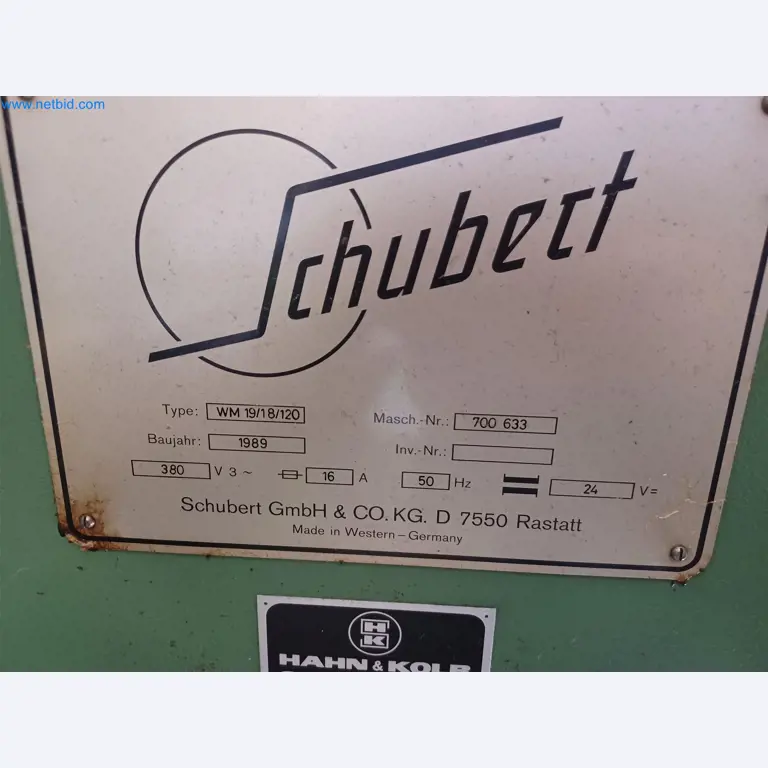 www.netbid.com
Schubert
Type: WM 19/18/120 Masch.-Nr.: 700 633
Baujahr: 1989 Inv.-Nr.:
380 V 3 ~ 16 A 50 Hz 24 V=
Schubert GmbH & CO. KG. D 7550 Rastatt
Made in Western – Germany
HK
HAHN & KOLB